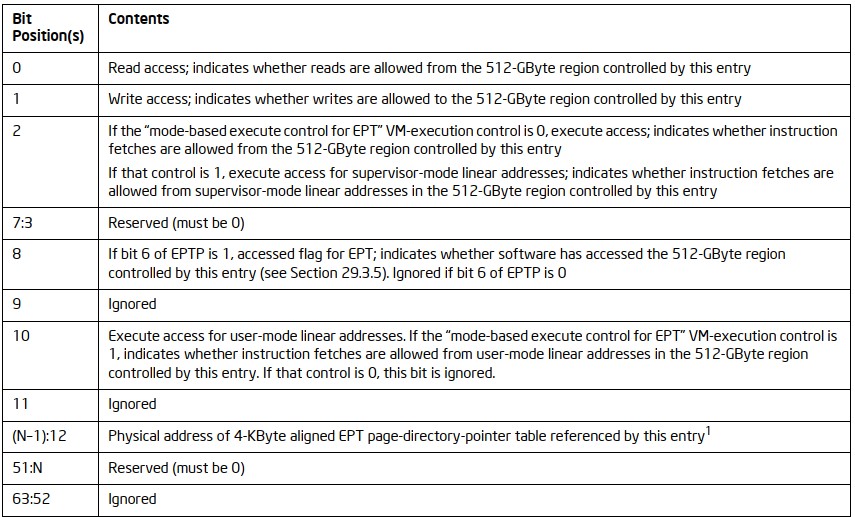 Bit
Position(s)
Contents
0
Read access; indicates whether reads are allowed from the 512-GByte region controlled by this entry
1
Write access; indicates whether writes are allowed to the 512-GByte region controlled by this entry
2
If the “mode-based execute control for EPT” VM-execution control is 0, execute access; indicates whether instruction
fetches are allowed from the 512-GByte region controlled by this entry
If that control is 1, execute access for supervisor-mode linear addresses; indicates whether instruction fetches are
allowed from supervisor-mode linear addresses in the 512-GByte region controlled by this entry
7:3
Reserved (must be 0)
8
If bit 6 of EPTP is 1, accessed flag for EPT; indicates whether software has accessed the 512-GByte region
controlled by this entry (see Section 29.3.5). Ignored if bit 6 of EPTP is 0
9
Ignored
10
Execute access for user-mode linear addresses. If the “mode-based execute control for EPT” VM-execution control is
1, indicates whether instruction fetches are allowed from user-mode linear addresses in the 512-GByte region
controlled by this entry. If that control is 0, this bit is ignored.
11
Ignored
(N–1):12
Physical address of 4-KByte aligned EPT page-directory-pointer table referenced by this entry1
51:N
Reserved (must be 0)
63:52
Ignored